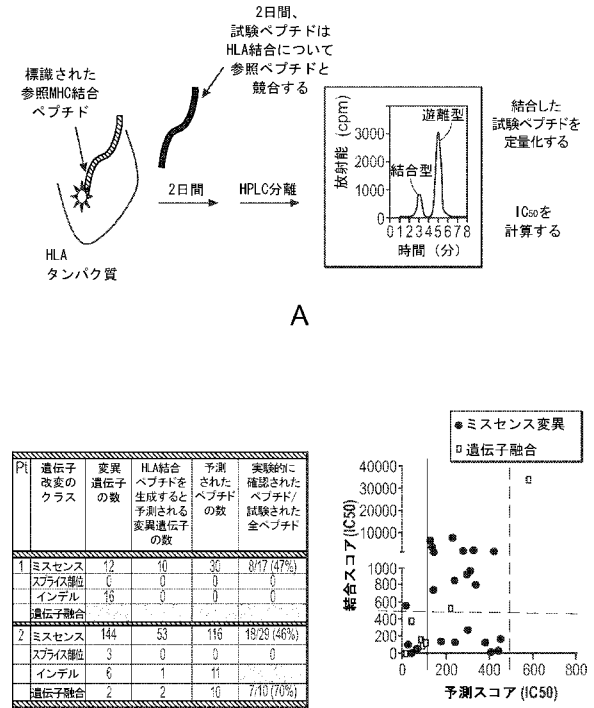 2日間、
試験ペプチドは
HLA結合について
参照ペプチドと
競合する
標識された
参照MHC結合
ペプチド
2日間
HPLC分離
HLA
タンパク質
放射能 (cpm)
3000
2000
1000
0
遊離型
結合型
0 1 2 3 4 5 6 7 8
時間 (分)
結合した
試験ペプチドを
定量化する
IC50を
計算する
A
Pt 遺伝子改変のクラス 変異遺伝子の数 HLA結合ペプチドを生成すると予測される変異遺伝子の数 予測されたペプチドの数 実験的に確認されたペプチド/試験された全ペプチド
1 ミスセンス 12 10 30 8/17 (47%)
スプライス部位 0 0 0 0
インデル 16 0 0 0
遺伝子融合
2 ミスセンス 144 53 116 18/29 (46%)
スプライス部位 3 0 0 0
インデル 6 1 11
遺伝子融合 2 2 10 7/10 (70%)
ミスセンス変異
遺伝子融合
結合スコア(IC50)
40000
30000
20000
10000
1000
800
600
400
200
0
0 200 400 600 800
予測スコア(IC50)